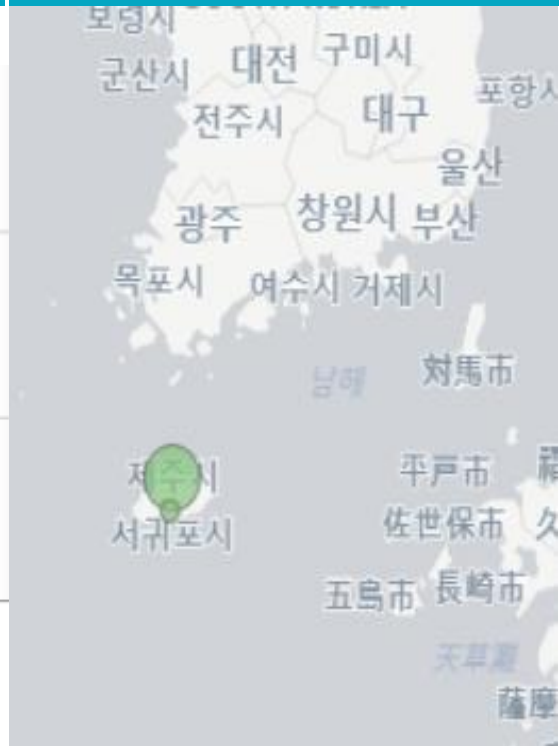 보령시
대전 구미시
군산시
포항시
전주시 대구
울산
광주 창원시 부산
목포시 여수시 거제시
남해
対馬市
제주시
平戸市
서귀포시 佐世保市 久
五島市 長崎市
天草灘
薩摩